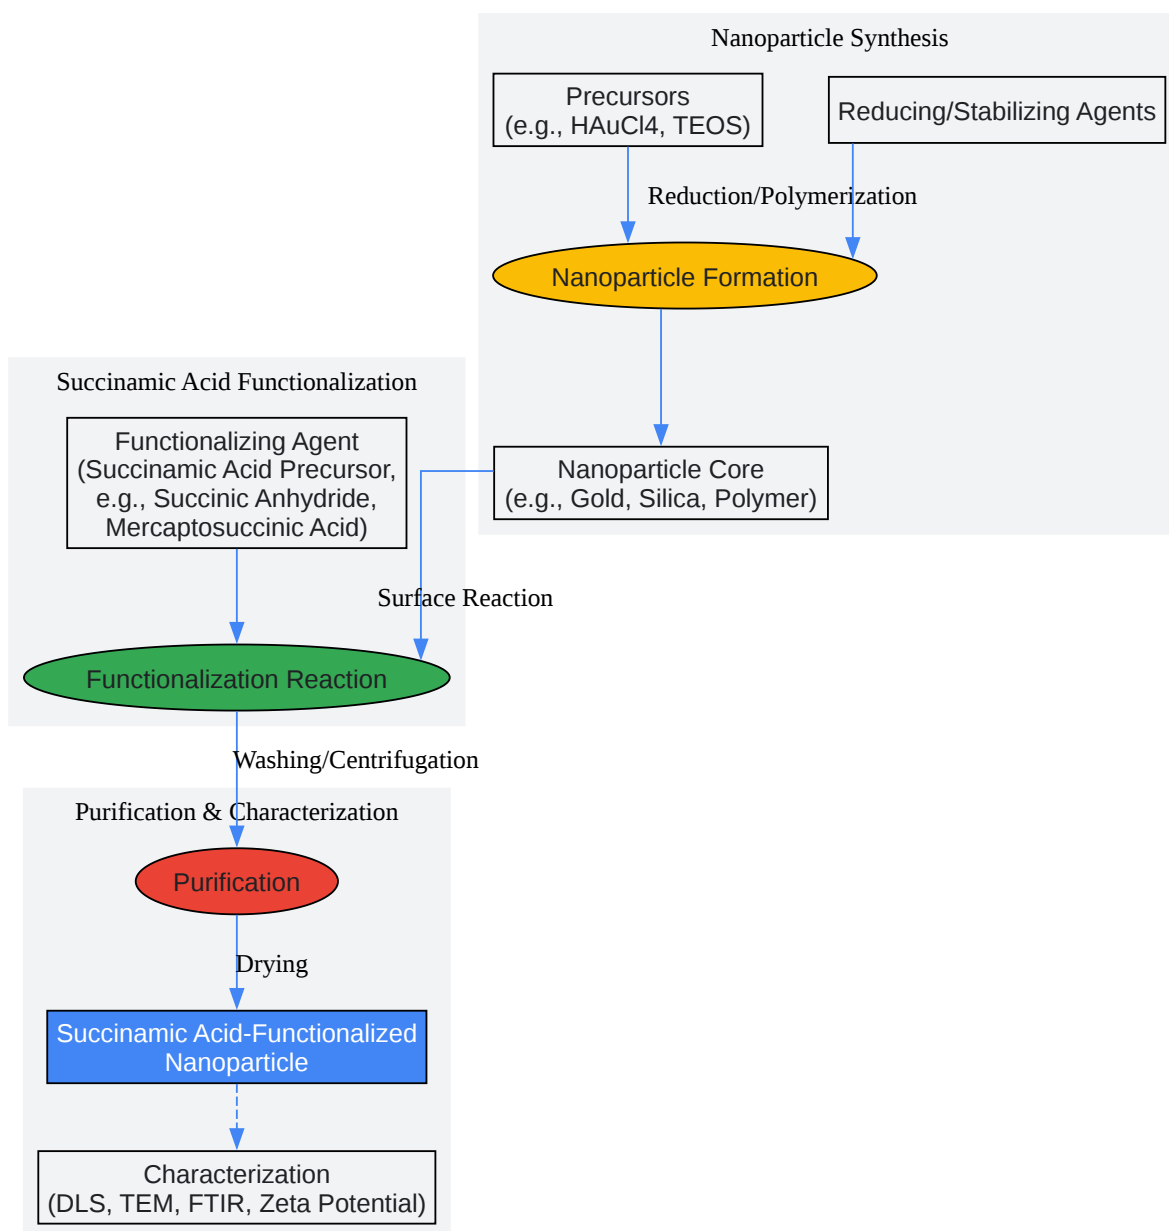 Nanoparticle Synthesis
Precursors
(e.g., HAuCl4, TEOS)
Reducing/Stabilizing Agents
Reduction/Polymerization
Nanoparticle Formation
Succinamic Acid Functionalization
Functionalizing Agent
(Succinamic Acid Precursor,
e.g., Succinic Anhydride,
Mercaptosuccinic Acid)
Nanoparticle Core
(e.g., Gold, Silica, Polymer)
Surface Reaction
Functionalization Reaction
Washing/Centrifugation
Purification & Characterization
Purification
Drying
Succinamic Acid-Functionalized
Nanoparticle
Characterization
(DLS, TEM, FTIR, Zeta Potential)